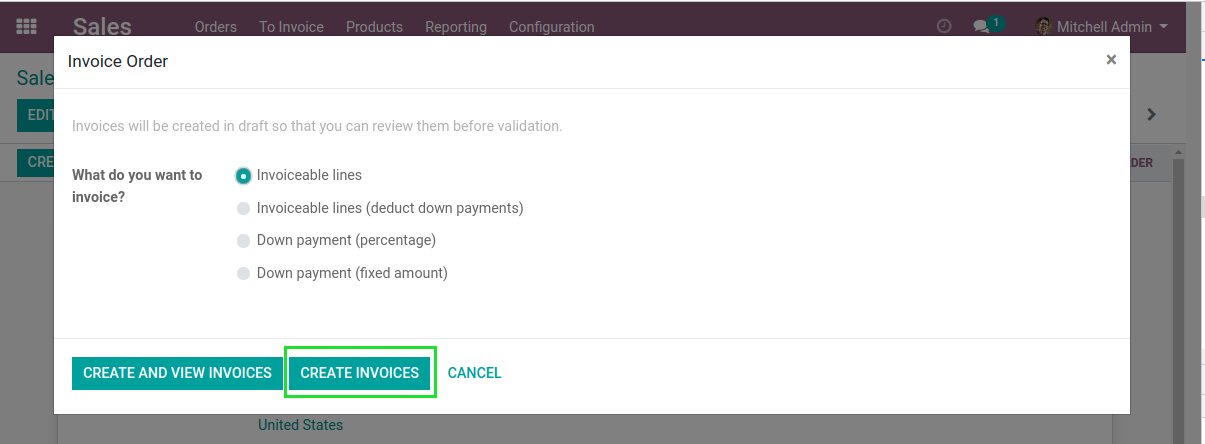 Sales Orders To Invoice Products Reporting Configuration 1 Mitchell Admin
Invoice Order ×
Sale
EDIT
Invoices will be created in draft so that you can review them before validation.
CRE
DER
What do you want to
invoice?
Invoiceable lines
Invoiceable lines (deduct down payments)
Down payment (percentage)
Down payment (fixed amount)
CREATE AND VIEW INVOICES CREATE INVOICES CANCEL
United States